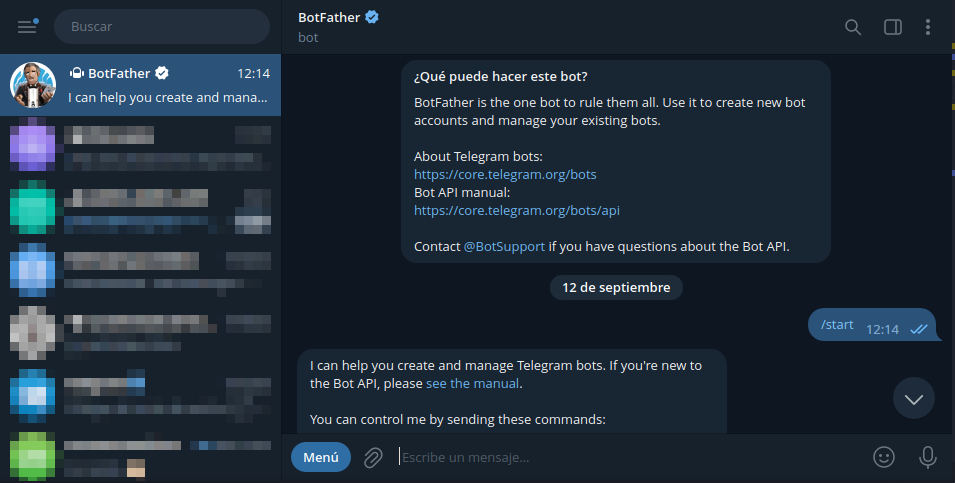 Buscar
BotFather
12:14
I can help you create and mana...
BotFather
bot
¿Qué puede hacer este bot?
BotFather is the one bot to rule them all. Use it to create new bot
accounts and manage your existing bots.
About Telegram bots:
https://core.telegram.org/bots
Bot API manual:
https://core.telegram.org/bots/api
Contact @BotSupport if you have questions about the Bot API.
12 de septiembre
/start 12:14
I can help you create and manage Telegram bots. If you're new to
the Bot API, please see the manual.
You can control me by sending these commands:
Menú
Escribe un mensaje...